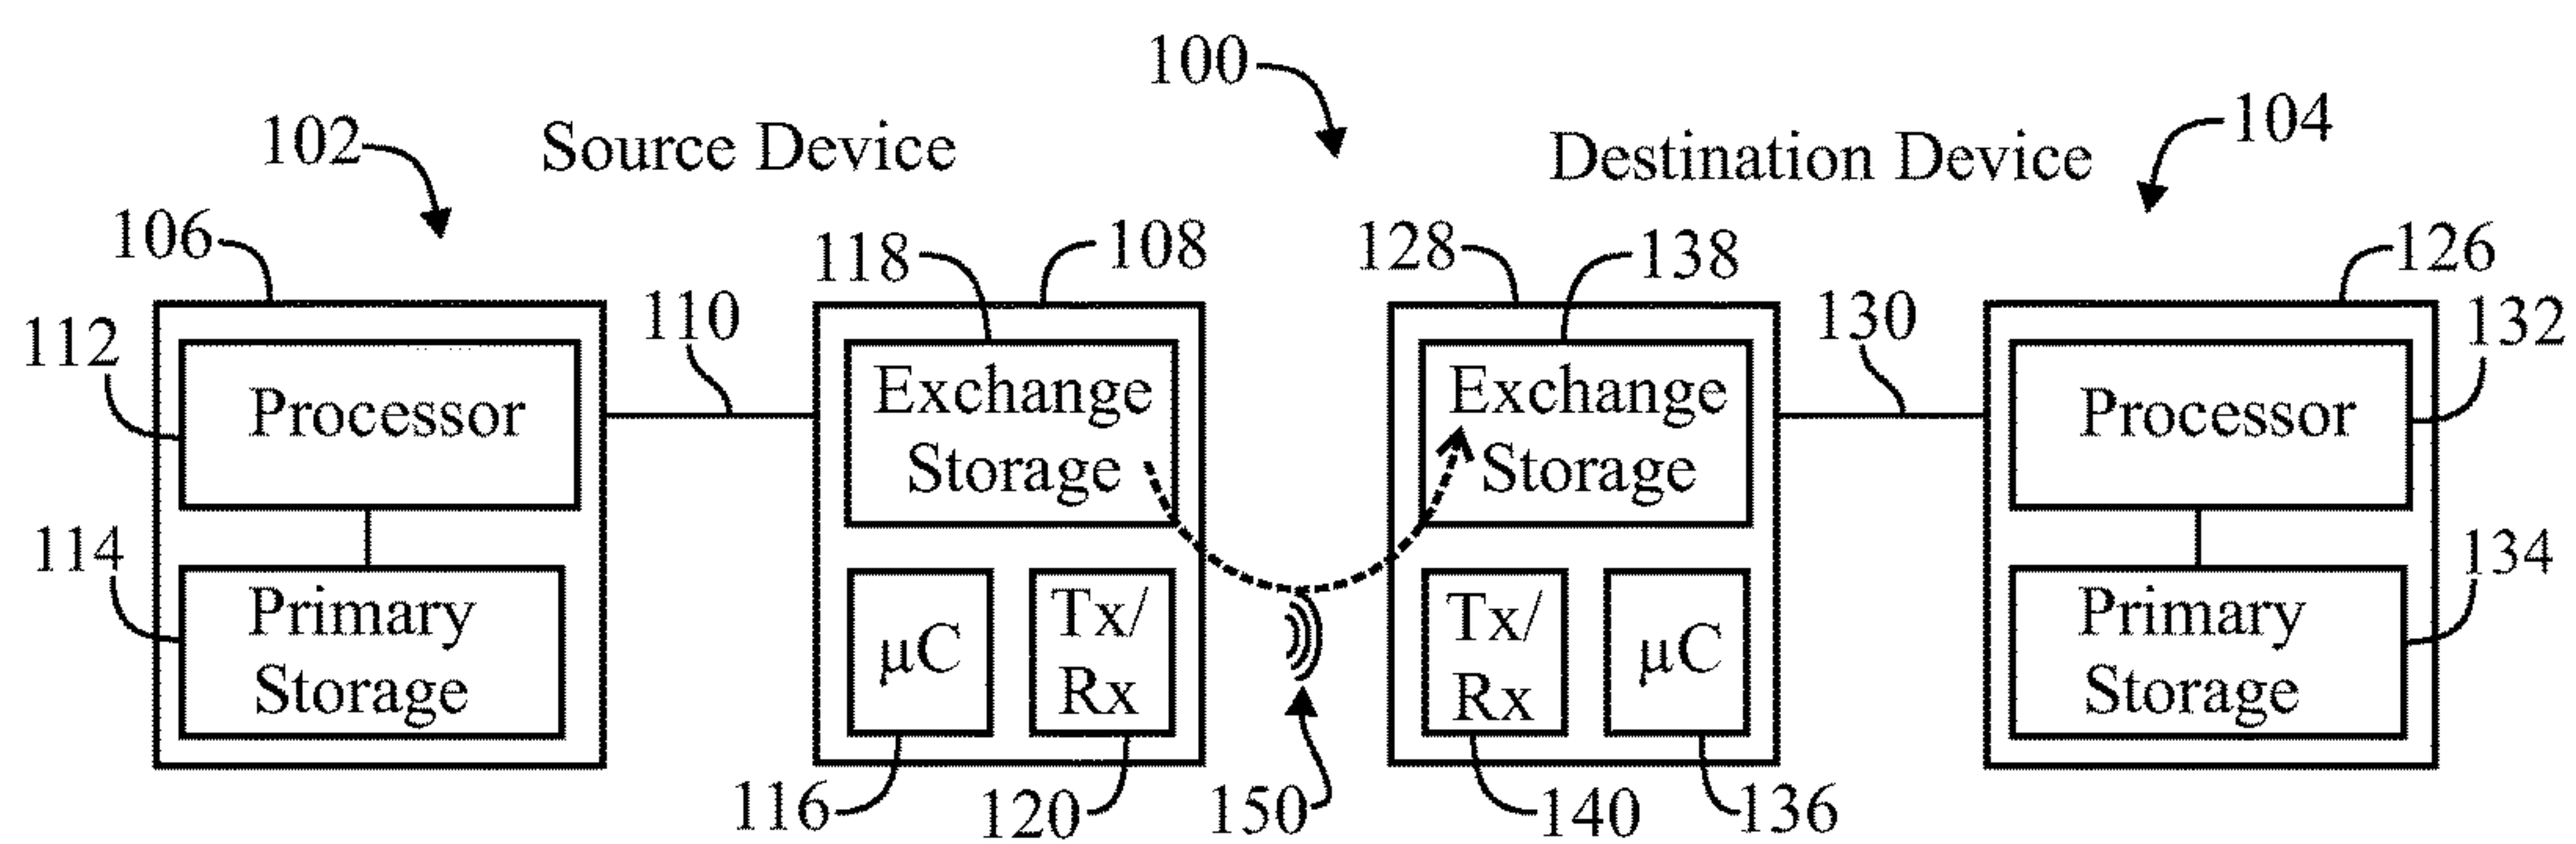 100
102
Source Device
Destination Device
104
106
118
108
128
138
126
112
110
130
132
Processor
Exchange
Storage
Exchange
Storage
Processor
114
Primary
Storage
µC
Tx/
Rx
Tx/
Rx
µC
Primary
Storage
134
116
120
150
140
136